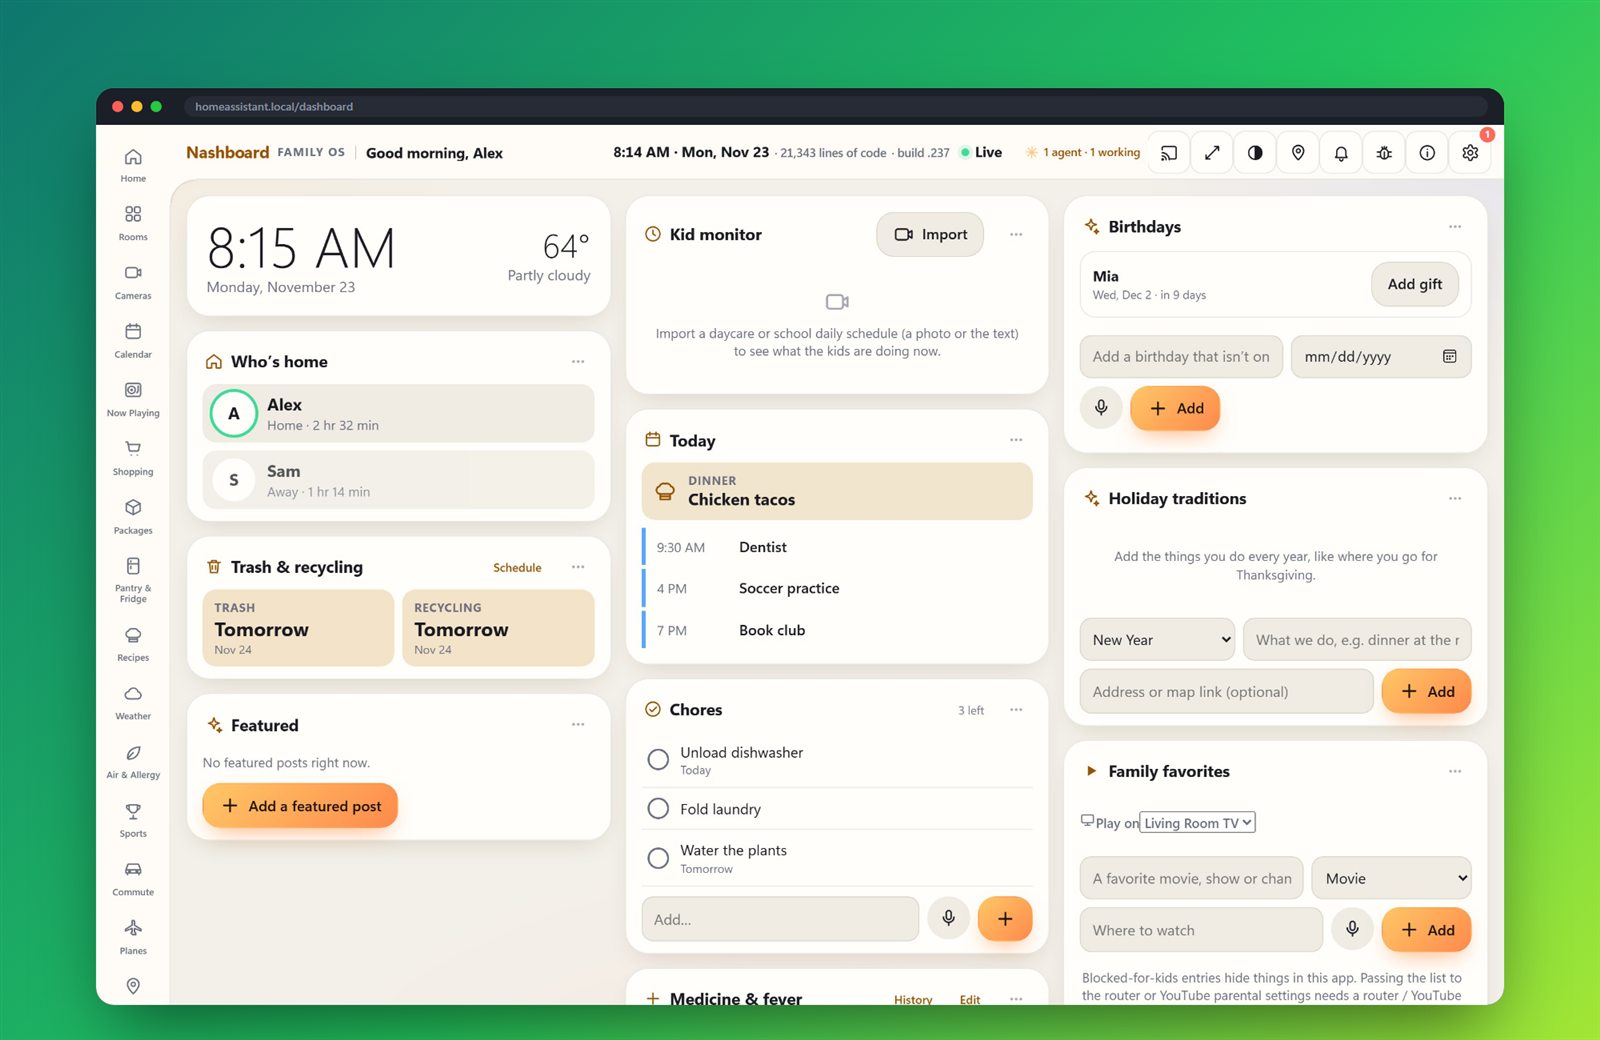 homeassistant.local/dashboard
Nashboard FAMILY OS Good morning, Alex
8:14 AM · Mon, Nov 23 · 21,343 lines of code · build .237 Live
1 agent · 1 working
1
Home
Rooms
Cameras
Calendar
Now Playing
Shopping
Packages
Pantry &
Fridge
Recipes
Weather
Air & Allergy
Sports
Commute
Planes
8:15 AM
Monday, November 23
64°
Partly cloudy
Who's home
A
Alex
Home · 2 hr 32 min
S
Sam
Away · 1 hr 14 min
Trash & recycling
Schedule
TRASH
Tomorrow
Nov 24
RECYCLING
Tomorrow
Nov 24
Featured
No featured posts right now.
Add a featured post
Kid monitor
Import
Import a daycare or school daily schedule (a photo or the text)
to see what the kids are doing now.
Today
DINNER
Chicken tacos
9:30 AM Dentist
4 PM Soccer practice
7 PM Book club
Chores
3 left
Unload dishwasher
Today
Fold laundry
Water the plants
Tomorrow
Add...
Medicine & fever
History
Edit
Birthdays
Mia
Wed, Dec 2 · in 9 days
Add gift
Add a birthday that isn't on
mm/dd/yyyy
Add
Holiday traditions
Add the things you do every year, like where you go for
Thanksgiving.
New Year
What we do, e.g. dinner at the r
Address or map link (optional)
Add
Family favorites
Play on Living Room TV
A favorite movie, show or chan
Movie
Where to watch
Add
Blocked-for-kids entries hide things in this app. Passing the list to
the router or YouTube parental settings needs a router / YouTube